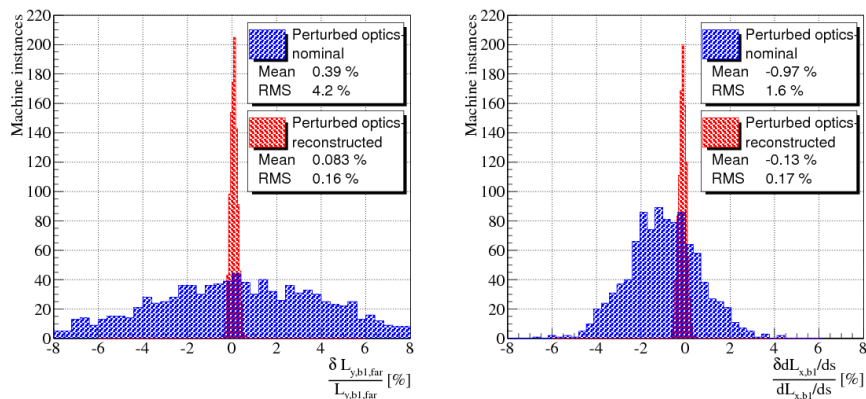 Machine instances
220
200
180
160
140
120
100
80
60
40
20
0
Perturbed optics-
nominal
Mean 0.39 %
RMS 4.2 %
Perturbed optics-
reconstructed
Mean 0.083 %
RMS 0.16 %
-8 -6 -4 -2 0 2 4 6 8
δ L_y,b1,far
L_y,b1,far
[%]
Machine instances
220
200
180
160
140
120
100
80
60
40
20
0
Perturbed optics-
nominal
Mean -0.97 %
RMS 1.6 %
Perturbed optics-
reconstructed
Mean -0.13 %
RMS 0.17 %
-8 -6 -4 -2 0 2 4 6 8
δdL_x,b1/ds
dL_x,b1/ds
[%]